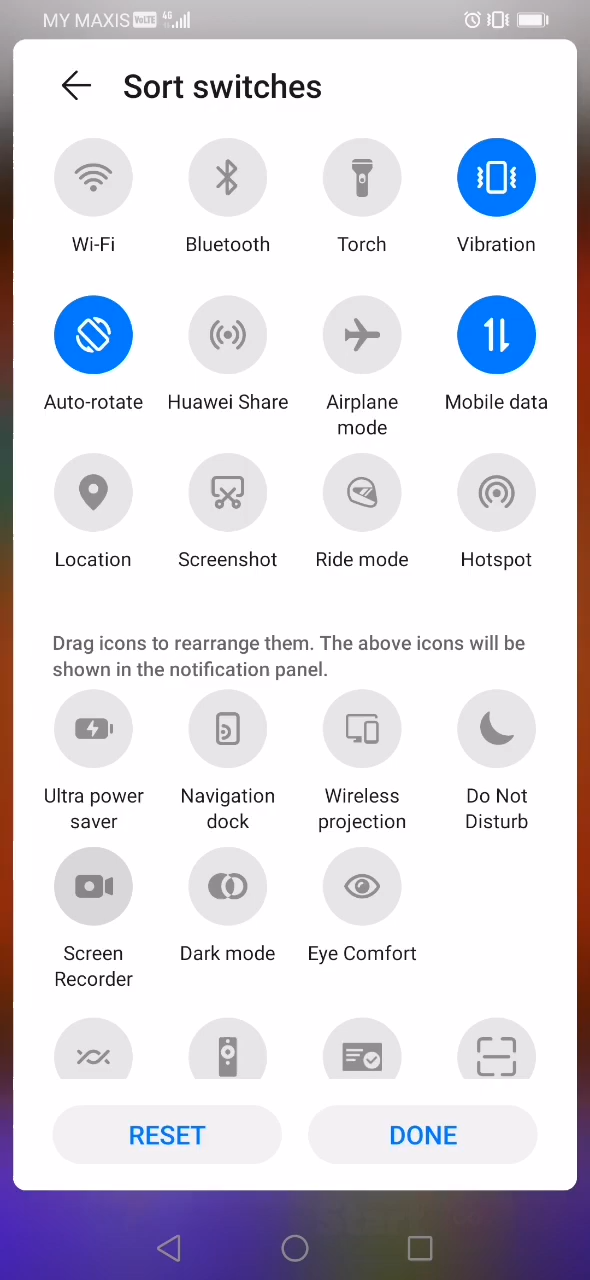 MY MAXIS VoLTE 4G
Sort switches
Wi-Fi Bluetooth Torch Vibration
Auto-rotate Huawei Share Airplane mode Mobile data
Location Screenshot Ride mode Hotspot
Drag icons to rearrange them. The above icons will be
shown in the notification panel.
Ultra power saver Navigation dock Wireless projection Do Not Disturb
Screen Recorder Dark mode Eye Comfort
RESET DONE